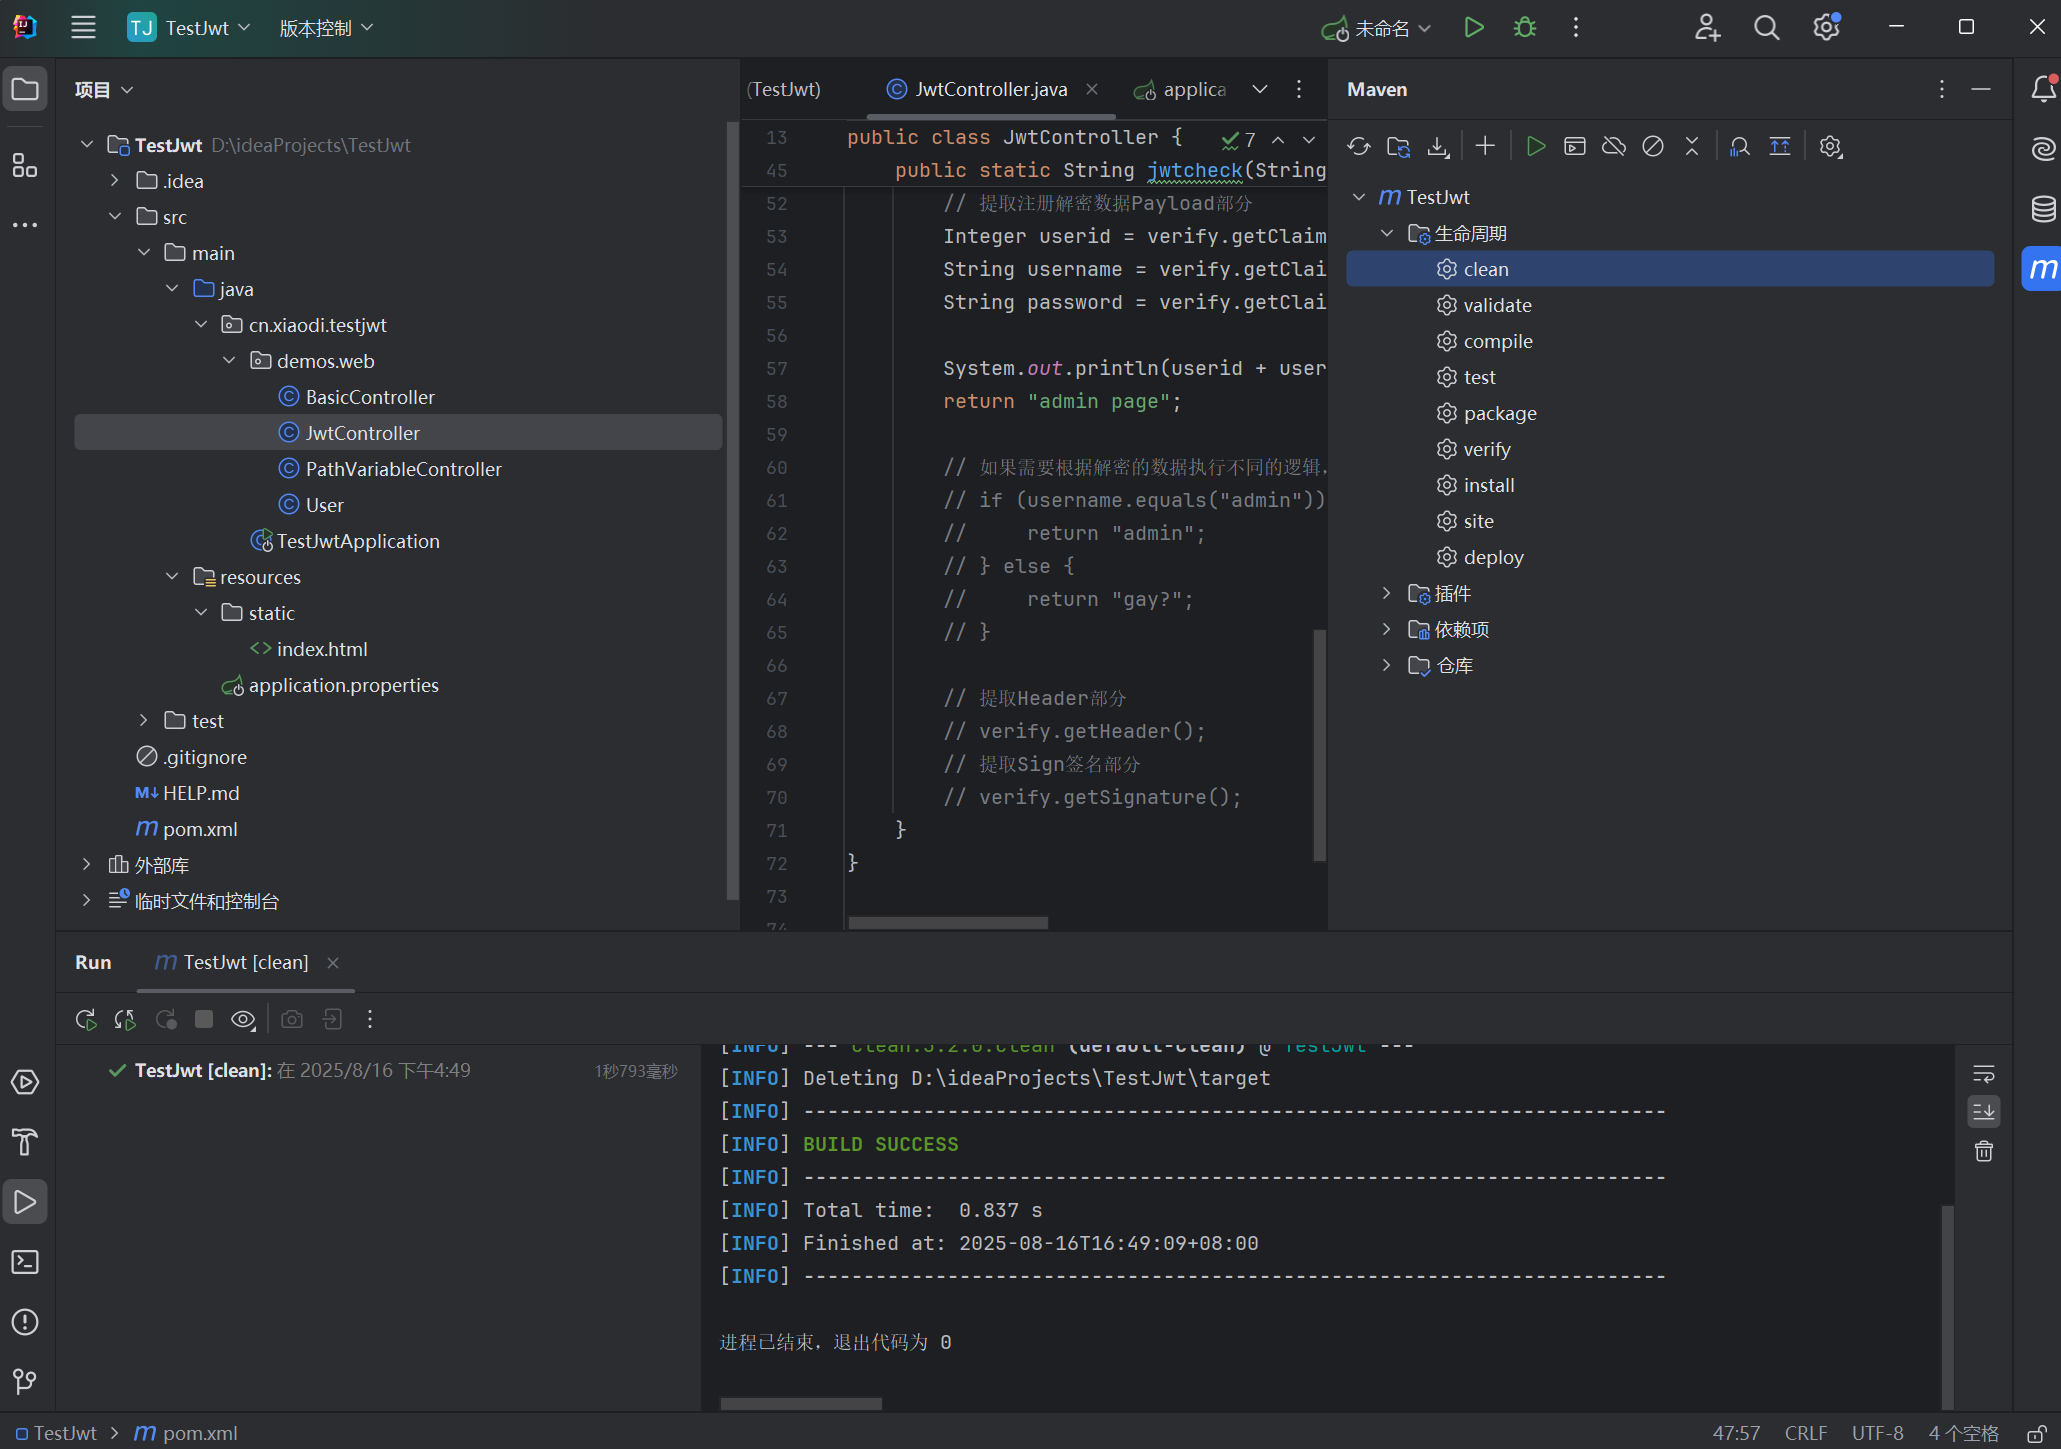 TJ TestJwt 版本控制 未命名
项目
TestJwt D:\ideaProjects\TestJwt
.idea
src
main
java
cn.xiaodi.testjwt
demos.web
BasicController
JwtController
PathVariableController
User
TestJwtApplication
resources
static
index.html
application.properties
test
.gitignore
HELP.md
pom.xml
外部库
临时文件和控制台
(TestJwt) JwtController.java applica
13 public class JwtController { 7
45 public static String jwtcheck(String
52 // 提取注册解密数据Payload部分
53 Integer userid = verify.getClaim
54 String username = verify.getClai
55 String password = verify.getClai
56
57 System.out.println(userid + user
58 return "admin page";
59
60 // 如果需要根据解密的数据执行不同的逻辑，
61 // if (username.equals("admin"))
62 // return "admin";
63 // } else {
64 // return "gay?";
65 // }
66
67 // 提取Header部分
68 // verify.getHeader();
69 // 提取Sign签名部分
70 // verify.getSignature();
71 }
72 }
73
74
Maven
TestJwt
生命周期
clean
validate
compile
test
package
verify
install
site
deploy
插件
依赖项
仓库
Run TestJwt [clean]
TestJwt [clean]: 在 2025/8/16 下午4:49 1秒793毫秒
[INFO] --- clean:3.2.0:clean (default-clean) @ TestJwt ---
[INFO] Deleting D:\ideaProjects\TestJwt\target
[INFO] ------------------------------------------------------------------------
[INFO] BUILD SUCCESS
[INFO] ------------------------------------------------------------------------
[INFO] Total time:  0.837 s
[INFO] Finished at: 2025-08-16T16:49:09+08:00
[INFO] ------------------------------------------------------------------------
进程已结束，退出代码为 0
TestJwt pom.xml 47:57 CRLF UTF-8 4 个空格